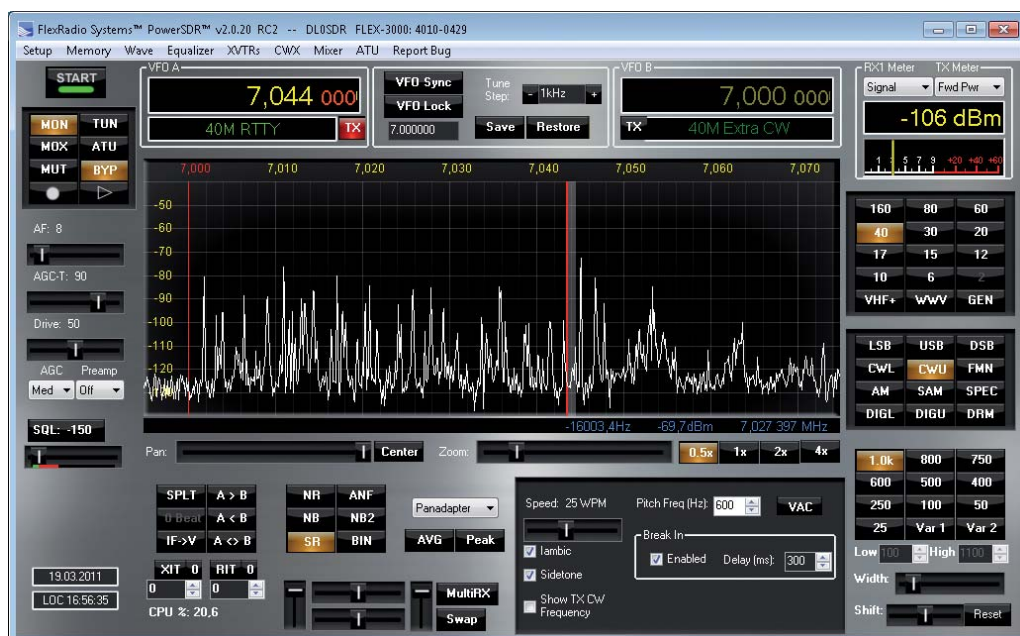 FlexRadio Systems™ PowerSDR™ v2.0.20 RC2 -- DL0SDR FLEX-3000: 4010-0429
Setup Memory Wave Equalizer XVTRs CWX Mixer ATU Report Bug
START
MON TUN
MOX ATU
MUT BYP
VFO A
7,044 000
40M RTTY TX
VFO Sync
VFO Lock
7.000000
Tune Step: - 1kHz +
Save Restore
VFO B
7,000 000
TX 40M Extra CW
RX1 Meter TX Meter
Signal Fwd Pwr
-106 dBm
1 3 5 7 9 +20 +40 +60
7,000 7,010 7,020 7,030 7,040 7,050 7,060 7,070
-50
-60
-70
-80
-90
-100
-110
-120
-16003,4Hz -69,7dBm 7,027 397 MHz
AF: 8
AGC-T: 90
Drive: 50
AGC Preamp
Med Off
SQL: -150
160 80 60
40 30 20
17 15 12
10 6 2
VHF+ WWV GEN
LSB USB DSB
CWL CWU FMN
AM SAM SPEC
DIGL DIGU DRM
Pan: Center Zoom: 0.5x 1x 2x 4x
1.0k 800 750
600 500 400
250 100 50
25 Var 1 Var 2
Low 100 High 1100
Width:
Shift: Reset
SPLT A > B
0 Beat A < B
IF->V A <> B
XIT 0 RIT 0
0 0
CPU %: 20,6
NR ANF
NB NB2
SR BIN
Panadapter
AVG Peak
MultiRX
Swap
Speed: 25 WPM
Iambic
Sidetone
Show TX CW
Frequency
Pitch Freq (Hz): 600 VAC
Break In
Enabled Delay (ms): 300
19.03.2011
LOC 16:56:35